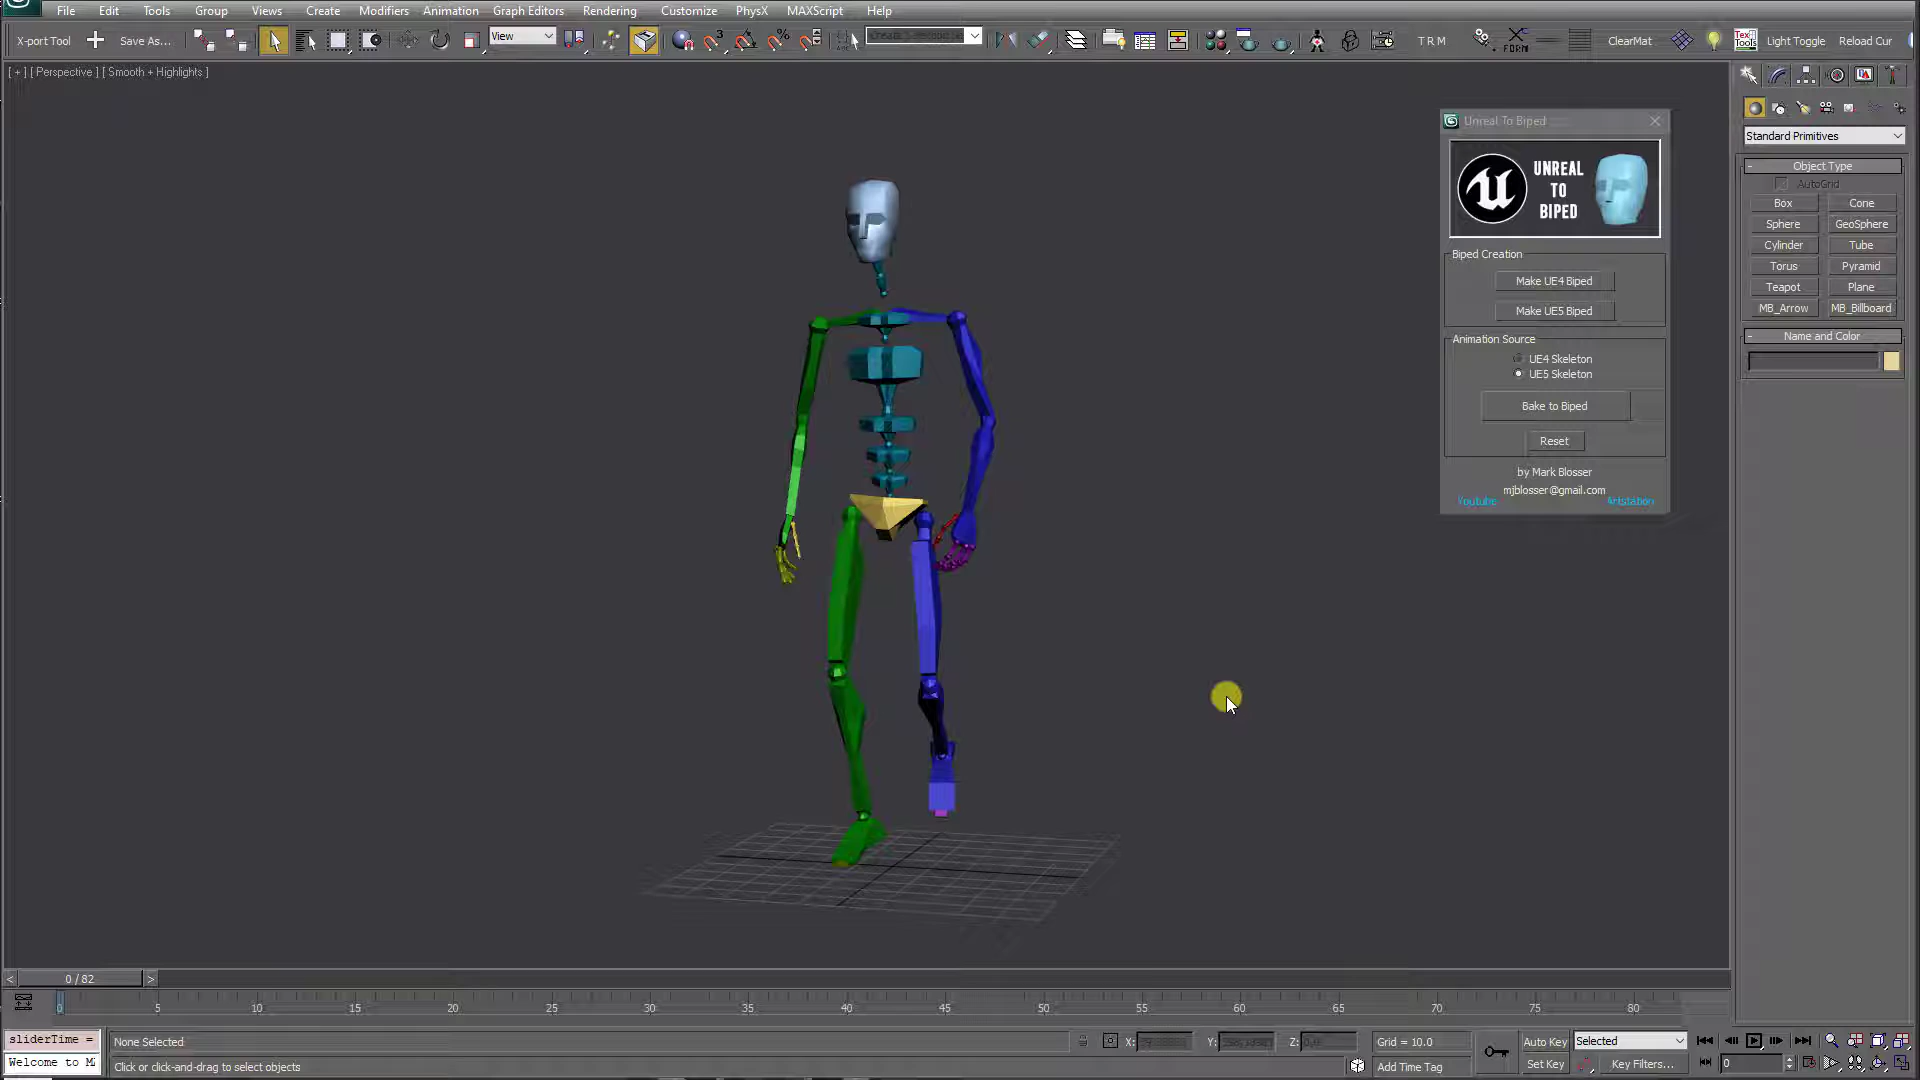 File Edit Tools Group Views Create Modifiers Animation Graph Editors Rendering Customize PhysX MAXScript Help
X-port Tool Save As... View TRM FORM ClearMat Tex Tools Light Toggle Reload Cur
[ + ] [ Perspective ] [ Smooth + Highlights ]
Unreal To Biped
UNREAL
TO
BIPED
Biped Creation
Make UE4 Biped
Make UE5 Biped
Animation Source
UE4 Skeleton
UE5 Skeleton
Bake to Biped
Reset
by Mark Blosser
mjblosser@gmail.com
Youtube Artstation
Standard Primitives
Object Type
AutoGrid
Box Cone
Sphere GeoSphere
Cylinder Tube
Torus Pyramid
Teapot Plane
MB_Arrow MB_Billboard
Name and Color
< 0 / 82 >
0 5 10 15 20 25 30 35 40 45 50 55 60 65 70 75 80
sliderTime = None Selected X: Y: Z: Grid = 10.0 Auto Key Selected
Welcome to M Click or click-and-drag to select objects Add Time Tag Set Key Key Filters... 0